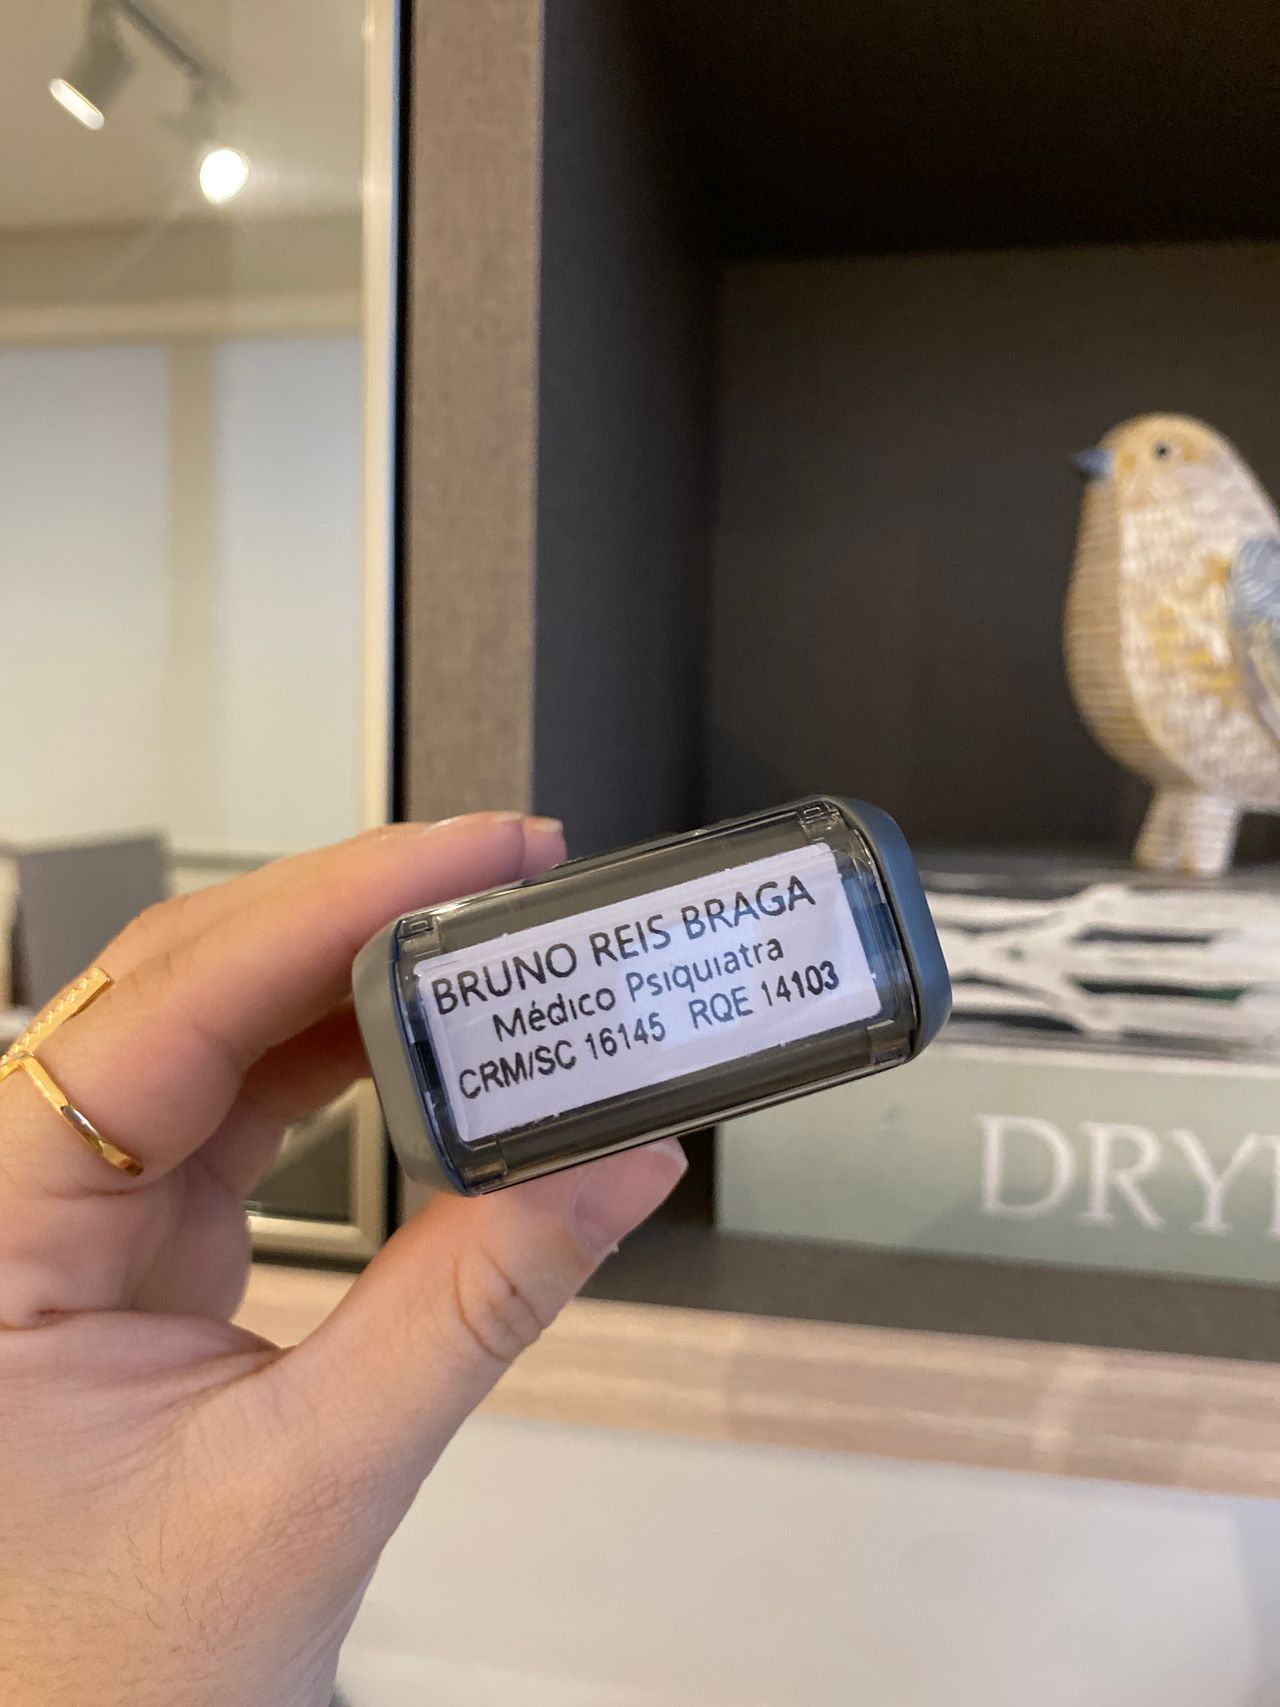 BRUNO REIS BRAGA
Médico Psiquiatra
CRM/SC 16145 RQE 14103